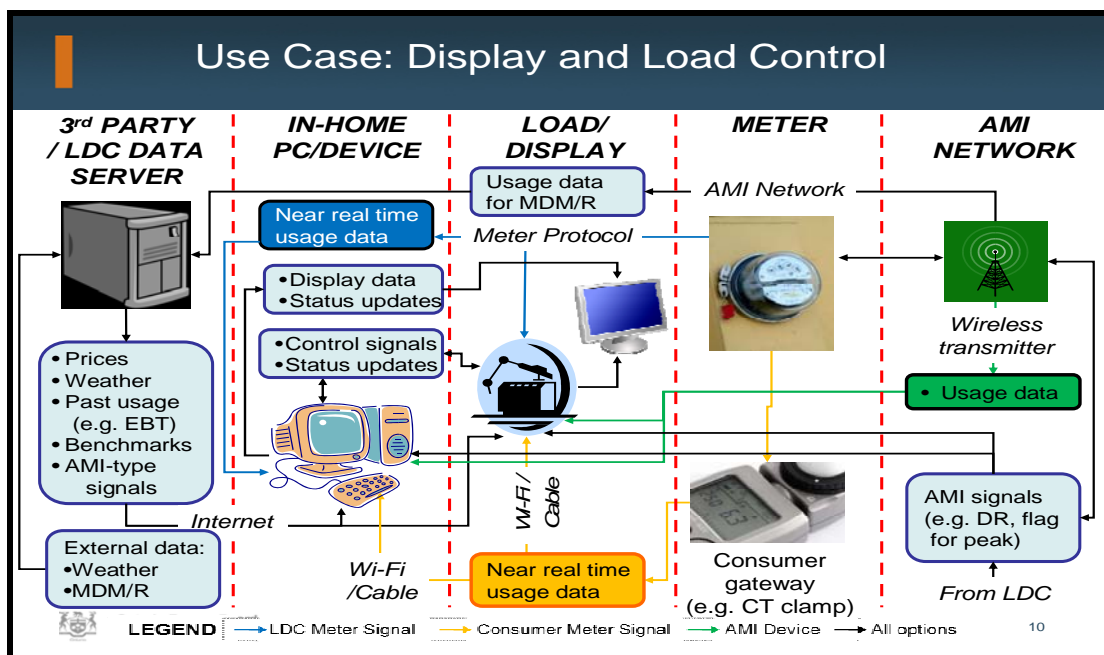 Use Case: Display and Load Control
3rd PARTY
/ LDC DATA
SERVER
IN-HOME
PC/DEVICE
LOAD/
DISPLAY
METER
AMI
NETWORK
Usage data
for MDM/R
AMI Network
Near real time
usage data
Meter Protocol
•Display data
•Status updates
•Control signals
•Status updates
Wireless
transmitter
• Usage data
• Prices
• Weather
• Past usage
(e.g. EBT)
• Benchmarks
• AMI-type
signals
Internet
Wi-Fi /
Cable
AMI signals
(e.g. DR, flag
for peak)
External data:
•Weather
•MDM/R
Wi-Fi
/Cable
Near real time
usage data
Consumer
gateway
(e.g. CT clamp)
From LDC
LEGEND
LDC Meter Signal
Consumer Meter Signal
AMI Device
All options
10